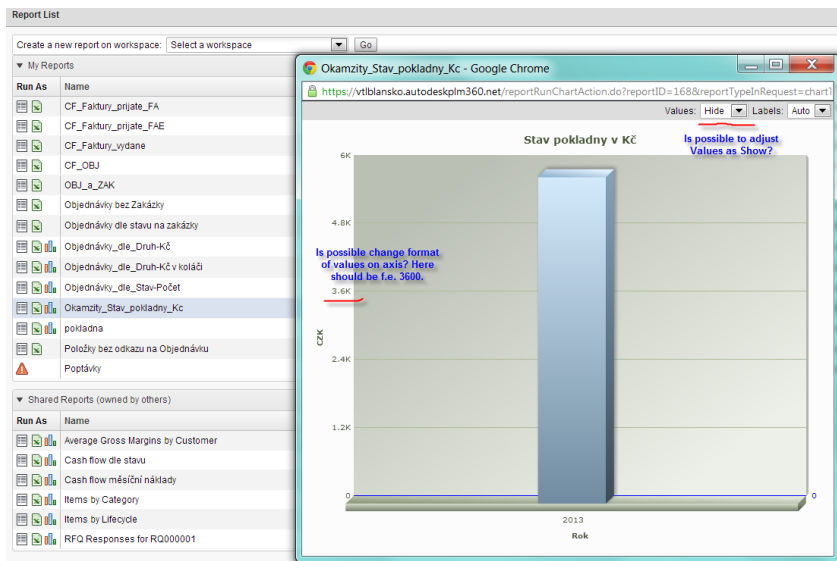 Report List
Create a new report on workspace: Select a workspace Go
My Reports
Run As Name
CF_Faktury_prijate_FA
CF_Faktury_prijate_FAE
CF_Faktury_vydane
CF_OBJ
OBJ_a_ZAK
Objednávky bez Zakázky
Objednávky dle stavu na zakázky
Objednávky_dle_Druh-Kč
Objednávky_dle_Druh-Kč v koláči
Objednávky_dle_Stav-Počet
Okamzity_Stav_pokladny_Kc
pokladna
Položky bez odkazu na Objednávku
Poptávky
Shared Reports (owned by others)
Run As Name
Average Gross Margins by Customer
Cash flow dle stavu
Cash flow měsíční náklady
Items by Category
Items by Lifecycle
RFQ Responses for RQ000001
Okamzity_Stav_pokladny_Kc - Google Chrome
https://vtlblansko.autodeskplm360.net/reportRunChartAction.do?reportID=168&reportTypeInRequest=chart
Values: Hide Labels: Auto
Stav pokladny v Kč
Is possible to adjust
Values as Show?
6K
4.8K
Is possible change format
of values on axis? Here
should be f.e. 3600.
3.6K
CZK
2.4K
1.2K
0
0
2013
Rok